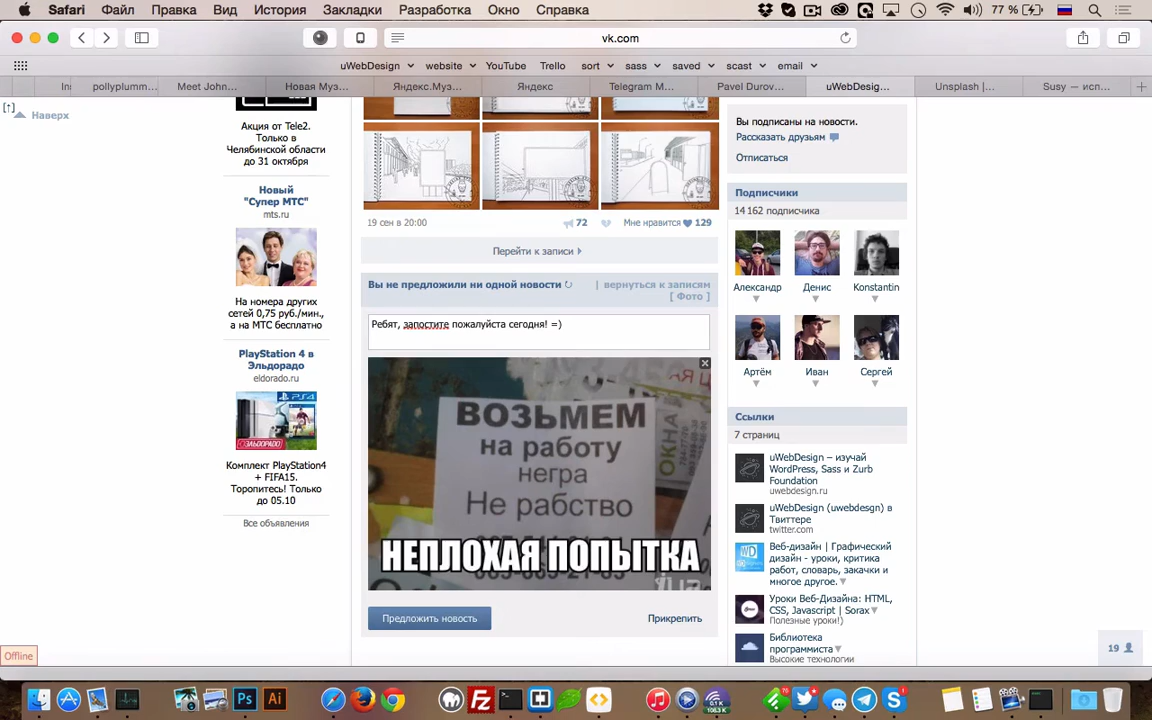 Safari Файл Правка Вид История Закладки Разработка Окно Справка 77 %
vk.com
uWebDesign website YouTube Trello sort sass saved scast email
pollyplumm... Meet John... Новая Муз... Яндекс.Муз... Яндекс Telegram M... Pavel Durov... uWebDesig... Unsplash |... Susy — исп...
[↑] Наверх
Акция от Tele2.
Только в
Челябинской области
до 31 октября
Новый
"Супер МТС"
mts.ru
На номера других
сетей 0,75 руб./мин.,
а на МТС бесплатно
PlayStation 4 в
Эльдорадо
eldorado.ru
Комплект PlayStation4
+ FIFA15.
Торопитесь! Только
до 05.10
Все объявления
19 сен в 20:00 72 Мне нравится 129
Перейти к записи
Вы не предложили ни одной новости | вернуться к записям
[ Фото ]
Ребят, запостите пожалуйста сегодня! =)
ВОЗЬМЕМ
на работу
негра
Не рабство
ОКНА
НЕПЛОХАЯ ПОПЫТКА
Предложить новость Прикрепить
Вы подписаны на новости.
Рассказать друзьям
Отписаться
Подписчики
14 162 подписчика
Александр Денис Konstantin
Артём Иван Сергей
Ссылки
7 страниц
uWebDesign – изучай
WordPress, Sass и Zurb
Foundation
uwebdesign.ru
uWebDesign (uwebdesgn) в
Твиттере
twitter.com
Веб-дизайн | Графический
дизайн - уроки, критика
работ, словарь, закачки и
многое другое.
Уроки Веб-Дизайна: HTML,
CSS, Javascript | Sorax
Полезные уроки!)
Библиотека
программиста
Высокие технологии
Offline
19